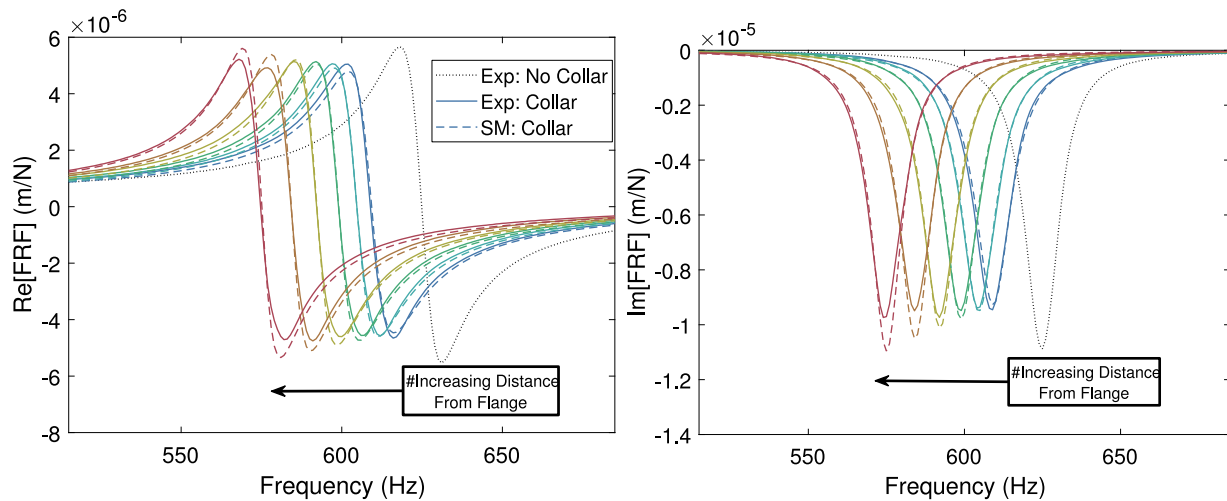 ×10-6
6
4
2
0
-2
-4
-6
-8
Re[FRF] (m/N)
550
600
650
Frequency (Hz)
Exp: No Collar
Exp: Collar
SM: Collar
#Increasing Distance
From Flange
×10-5
0
-0.2
-0.4
-0.6
-0.8
-1
-1.2
-1.4
Im[FRF] (m/N)
550
600
650
Frequency (Hz)
#Increasing Distance
From Flange